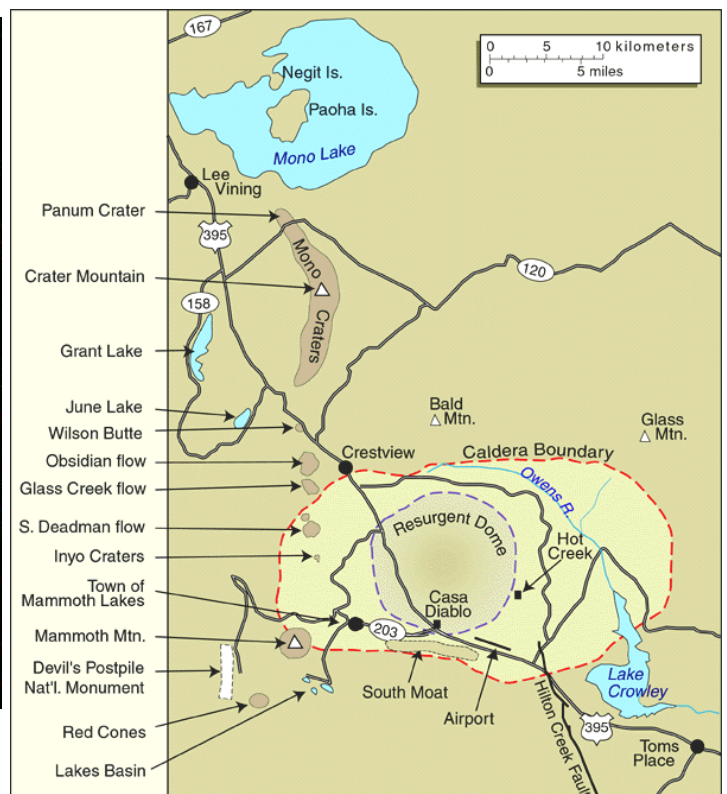 167
0 5 10 kilometers
0 5 miles
Negit Is.
Paoha Is.
Mono Lake
Lee
Vining
Panum Crater
395
Mono
Craters
Crater Mountain
120
158
Grant Lake
June Lake
Bald
Mtn.
Glass
Mtn.
Wilson Butte
Crestview
Caldera Boundary
Obsidian flow
Glass Creek flow
Owens R.
Resurgent Dome
S. Deadman flow
Inyo Craters
Hot
Creek
Town of
Mammoth Lakes
Casa
Diablo
203
Mammoth Mtn.
Devil's Postpile
Nat'l. Monument
South Moat
Airport
Lake
Crowley
Hilton Creek Fault
395
Red Cones
Toms
Place
Lakes Basin